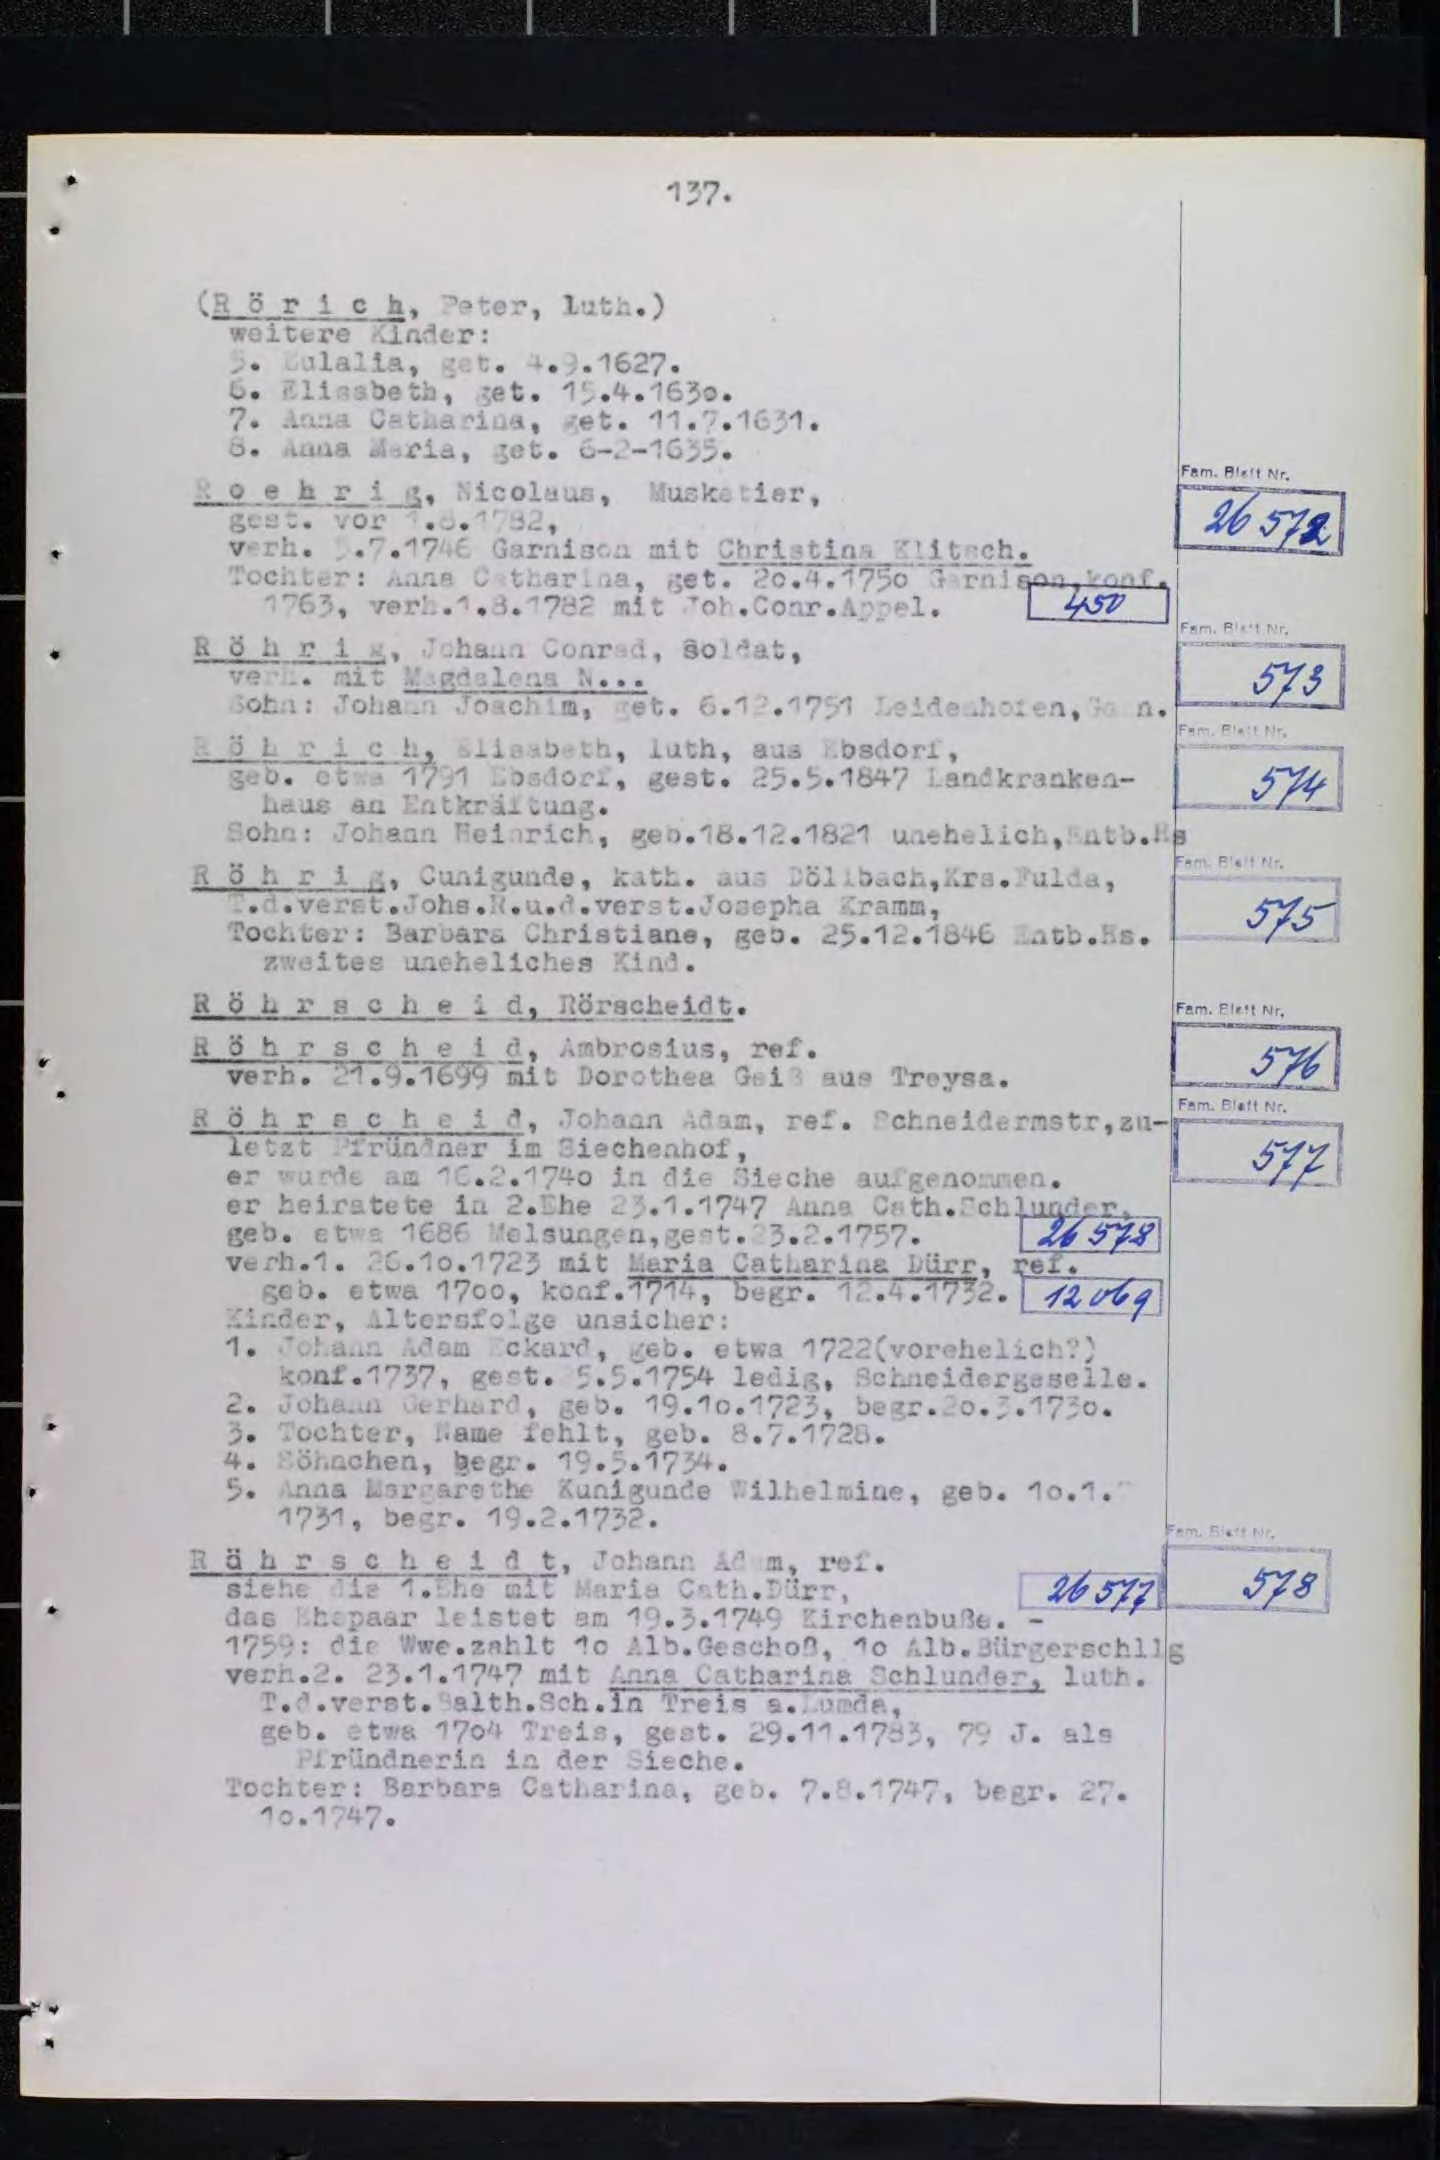 137.
(R ö r i c h, Peter, luth.)
weitere Kinder:
5. Eulalia, get. 4.9.1627.
6. Elisabeth, get. 15.4.163o.
7. Anna Catharina, get. 11.7.1631.
8. Anna Maria, get. 6-2-1635.
Fam. Blatt Nr.
R o e h r i g, Nicolaus, Musketier,
26 572
gest. vor 1.8.1782,
verh. 5.7.1746 Garnison mit Christina Klitsch.
Tochter: Anna Catharina, get. 2o.4.175o Garnison,konf.
1763, verh.1.8.1782 mit Joh.Conr.Appel.
450
Fam. Blatt Nr.
R ö h r i g, Johann Conrad, Soldat,
573
verh. mit Magdalena N...
Sohn: Johann Joachim, get. 6.12.1751 Leidenhofen,Garn.
Fam. Blatt Nr.
R ö h r i c h, Elisabeth, luth, aus Ebsdorf,
574
geb. etwa 1791 Ebsdorf, gest. 25.5.1847 Landkranken-
haus an Entkräftung.
Sohn: Johann Heinrich, geb.18.12.1821 unehelich,Entb.Hs
Fam. Blatt Nr.
R ö h r i g, Cunigunde, kath. aus Döllbach,Krs.Fulda,
575
T.d.verst.Johs.R.u.d.verst.Josepha Kramm,
Tochter: Barbara Christiane, geb. 25.12.1846 Entb.Hs.
zweites uneheliches Kind.
R ö h r s c h e i d, Rörscheidt.
Fam. Blatt Nr.
R ö h r s c h e i d, Ambrosius, ref.
576
verh. 21.9.1699 mit Dorothea Geiß aus Treysa.
Fam. Blatt Nr.
R ö h r s c h e i d, Johann Adam, ref. Schneidermstr,zu-
577
letzt Pfründner im Siechenhof,
er wurde am 16.2.174o in die Sieche aufgenommen.
er heiratete in 2.Ehe 23.1.1747 Anna Cath.Schlunder,
geb. etwa 1686 Melsungen,gest.23.2.1757.
26 578
verh.1. 26.1o.1723 mit Maria Catharina Dürr, ref.
geb. etwa 17oo, konf.1714, begr. 12.4.1732.
12 069
Kinder, Altersfolge unsicher:
1. Johann Adam Eckard, geb. etwa 1722(vorehelich?)
konf.1737, gest. 5.5.1754 ledig, Schneidergeselle.
2. Johann Gerhard, geb. 19.1o.1723, begr.2o.3.173o.
3. Tochter, Name fehlt, geb. 8.7.1728.
4. Söhnchen, begr. 19.5.1734.
5. Anna Margarethe Kunigunde Wilhelmine, geb. 1o.1.
1731, begr. 19.2.1732.
Fam. Blatt Nr.
R ä h r s c h e i d t, Johann Adam, ref.
578
siehe die 1.Ehe mit Maria Cath.Dürr,
26 577
das Ehepaar leistet am 19.3.1749 Kirchenbuße. -
1759: die Wwe.zahlt 1o Alb.Geschoß, 1o Alb.Bürgerschllg
verh.2. 23.1.1747 mit Anna Catharina Schlunder, luth.
T.d.verst.Balth.Sch.in Treis a.Lumda,
geb. etwa 17o4 Treis, gest. 29.11.1783, 79 J. als
Pfründnerin in der Sieche.
Tochter: Barbara Catharina, geb. 7.8.1747, begr. 27.
1o.1747.